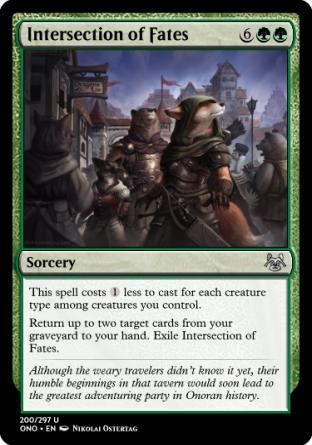 Intersection of Fates 6
Sorcery
This spell costs 1 less to cast for each creature
type among creatures you control.
Return up to two target cards from your
graveyard to your hand. Exile Intersection of
Fates.
Although the weary travelers didn't know it yet, their
humble beginnings in that tavern would soon lead to
the greatest adventuring party in Onoran history.
200/297 U
ONO • EN Nikolai Ostertag